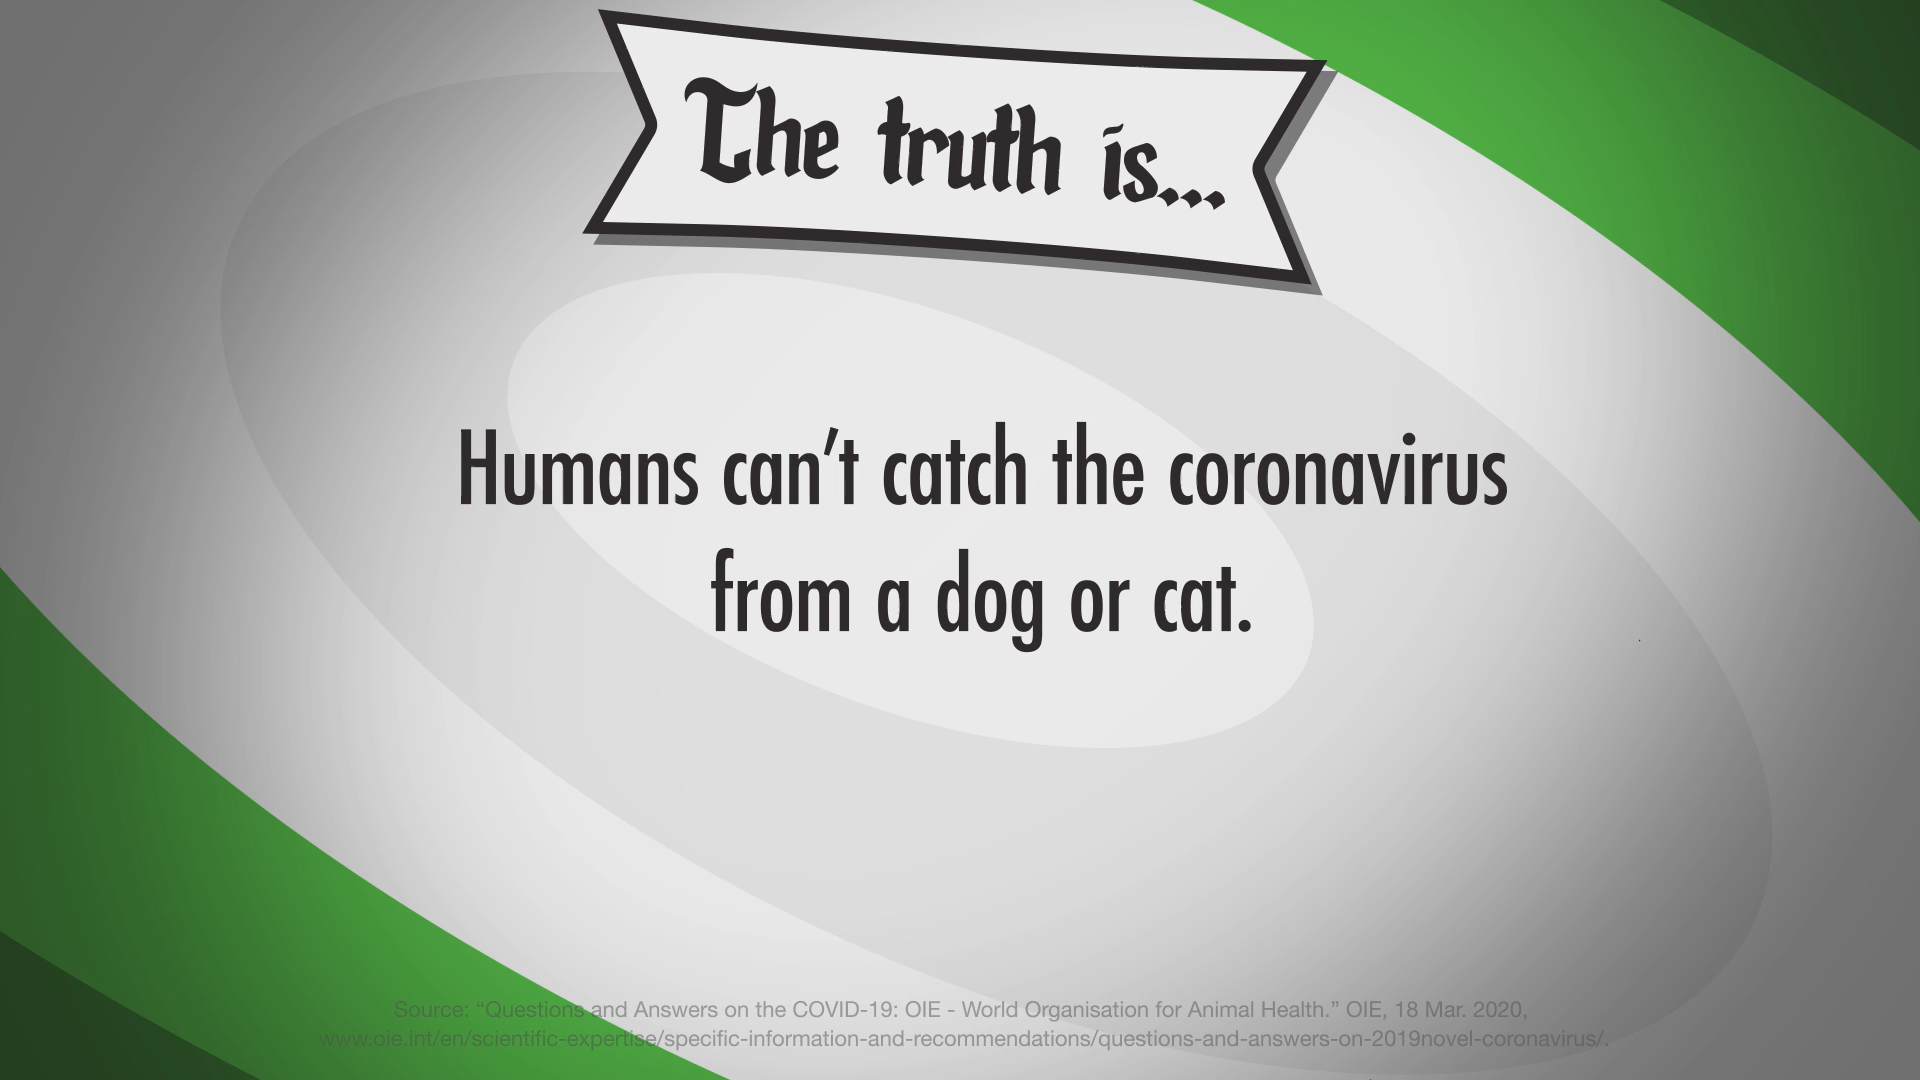 The truth is...
Humans can't catch the coronavirus
from a dog or cat.
Source: “Questions and Answers on the COVID-19: OIE - World Organisation for Animal Health.” OIE, 18 Mar. 2020,
www.oie.int/en/scientific-expertise/specific-information-and-recommendations/questions-and-answers-on-2019novel-coronavirus/.